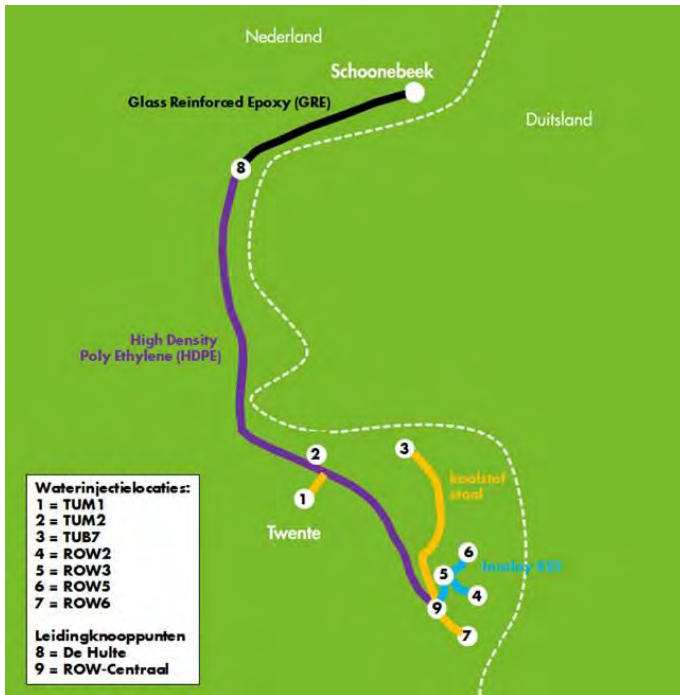 Nederland
Schoonebeek
Glass Reinforced Epoxy (GRE)
Duitsland
8
High Density
Poly Ethylene (HDPE)
2
3
koolstof
staal
1
Twente
6
5
4
9
7
Waterinjectielocaties:
1 = TUM1
2 = TUM2
3 = TUB7
4 = ROW2
5 = ROW3
6 = ROW5
7 = ROW6
Leidingknooppunten
8 = De Hulte
9 = ROW-Centraal